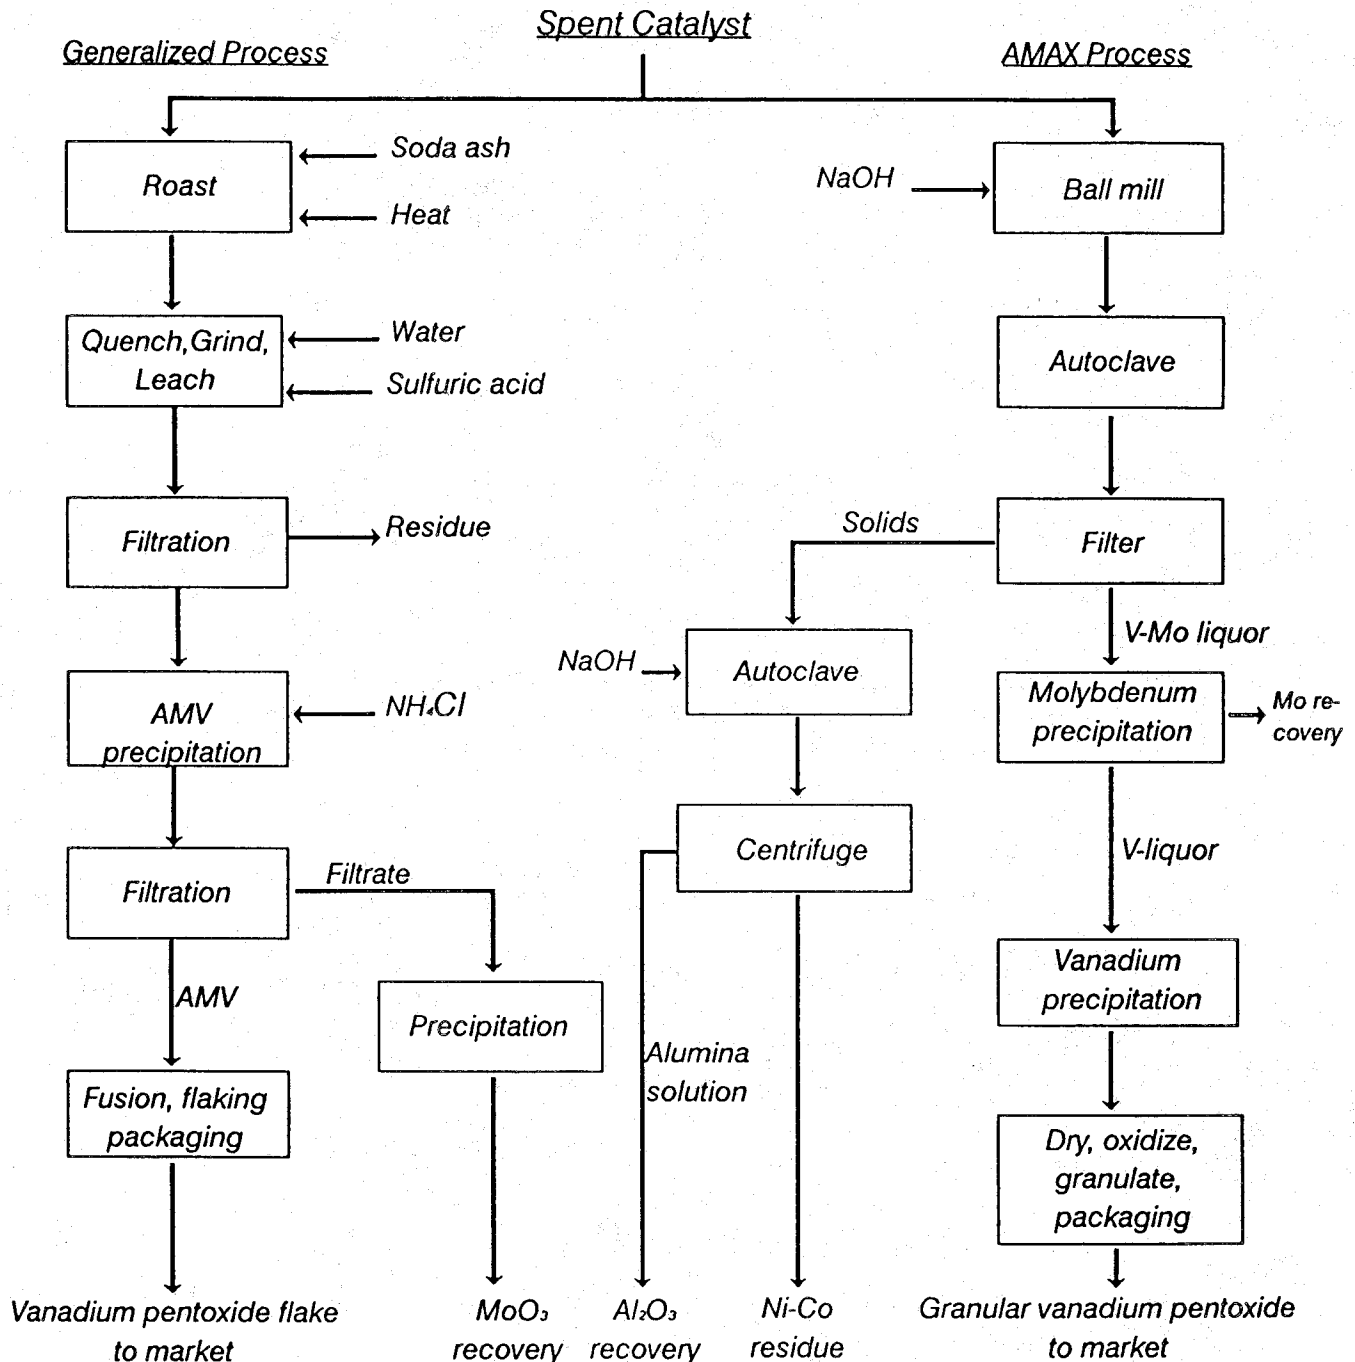 Spent Catalyst
Generalized Process
AMAX Process
Roast
Soda ash
Heat
NaOH
Ball mill
Quench, Grind,
Leach
Water
Sulfuric acid
Autoclave
Filtration
Residue
Solids
Filter
V-Mo liquor
NaOH
Autoclave
Molybdenum
precipitation
Mo re-
covery
AMV
precipitation
NH₄Cl
Centrifuge
V-liquor
Filtration
Filtrate
AMV
Precipitation
Vanadium
precipitation
Alumina
solution
Fusion, flaking
packaging
Dry, oxidize,
granulate,
packaging
Vanadium pentoxide flake
to market
MoO₃
recovery
Al₂O₃
recovery
Ni-Co
residue
Granular vanadium pentoxide
to market